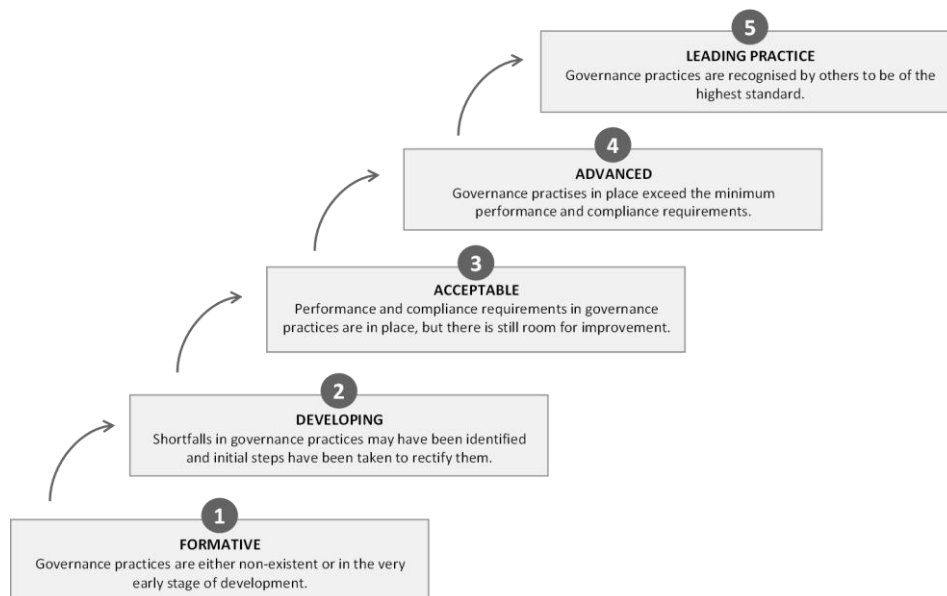 5
LEADING PRACTICE
Governance practices are recognised by others to be of the
highest standard.
4
ADVANCED
Governance practises in place exceed the minimum
performance and compliance requirements.
3
ACCEPTABLE
Performance and compliance requirements in governance
practices are in place, but there is still room for improvement.
2
DEVELOPING
Shortfalls in governance practices may have been identified
and initial steps have been taken to rectify them.
1
FORMATIVE
Governance practices are either non-existent or in the very
early stage of development.